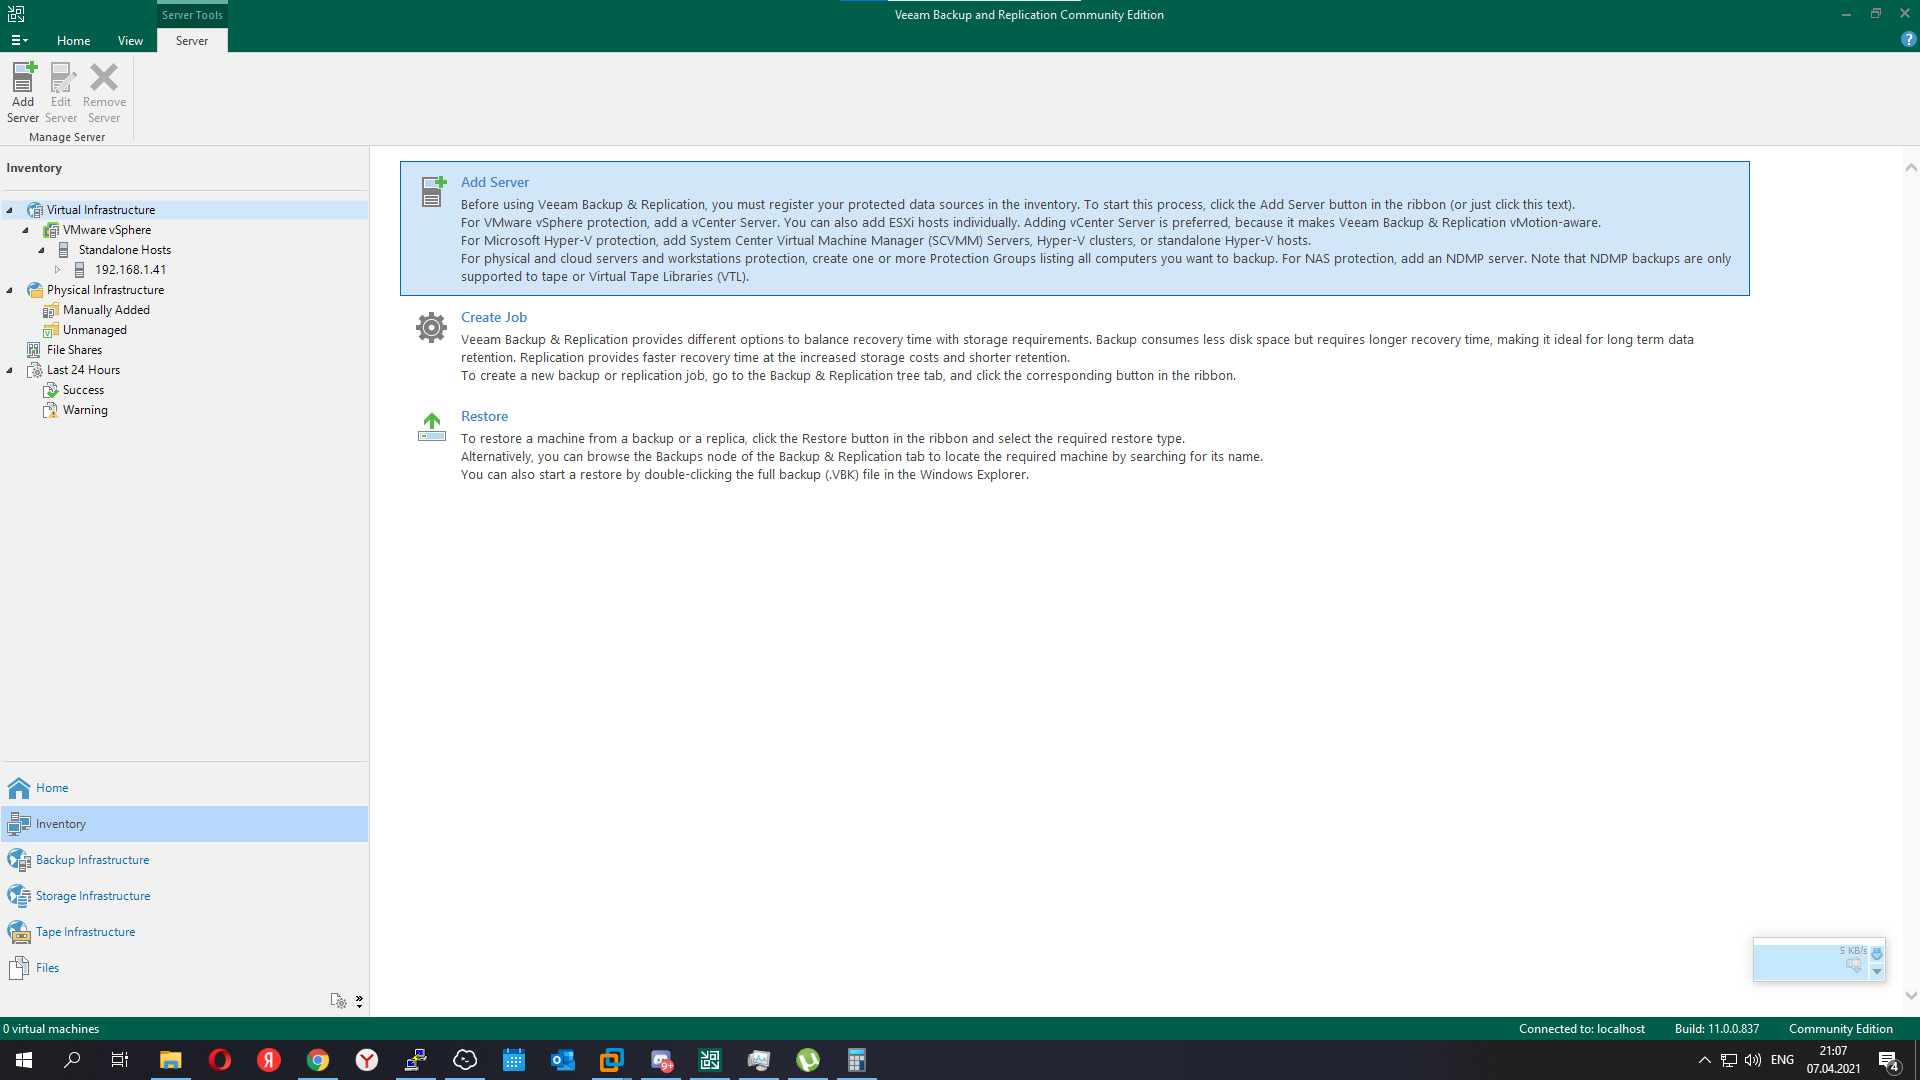 Server Tools
Veeam Backup and Replication Community Edition
Home
View
Server
?
Add Server
Edit Server
Remove Server
Manage Server
Inventory
Virtual Infrastructure
VMware vSphere
Standalone Hosts
192.168.1.41
Physical Infrastructure
Manually Added
Unmanaged
File Shares
Last 24 Hours
Success
Warning
Home
Inventory
Backup Infrastructure
Storage Infrastructure
Tape Infrastructure
Files
Add Server
Before using Veeam Backup & Replication, you must register your protected data sources in the inventory. To start this process, click the Add Server button in the ribbon (or just click this text).
For VMware vSphere protection, add a vCenter Server. You can also add ESXi hosts individually. Adding vCenter Server is preferred, because it makes Veeam Backup & Replication vMotion-aware.
For Microsoft Hyper-V protection, add System Center Virtual Machine Manager (SCVMM) Servers, Hyper-V clusters, or standalone Hyper-V hosts.
For physical and cloud servers and workstations protection, create one or more Protection Groups listing all computers you want to backup. For NAS protection, add an NDMP server. Note that NDMP backups are only
supported to tape or Virtual Tape Libraries (VTL).
Create Job
Veeam Backup & Replication provides different options to balance recovery time with storage requirements. Backup consumes less disk space but requires longer recovery time, making it ideal for long term data
retention. Replication provides faster recovery time at the increased storage costs and shorter retention.
To create a new backup or replication job, go to the Backup & Replication tree tab, and click the corresponding button in the ribbon.
Restore
To restore a machine from a backup or a replica, click the Restore button in the ribbon and select the required restore type.
Alternatively, you can browse the Backups node of the Backup & Replication tab to locate the required machine by searching for its name.
You can also start a restore by double-clicking the full backup (.VBK) file in the Windows Explorer.
5 KB/s
0 virtual machines
Connected to: localhost
Build: 11.0.0.837
Community Edition
9+
ENG
21:07
07.04.2021
4